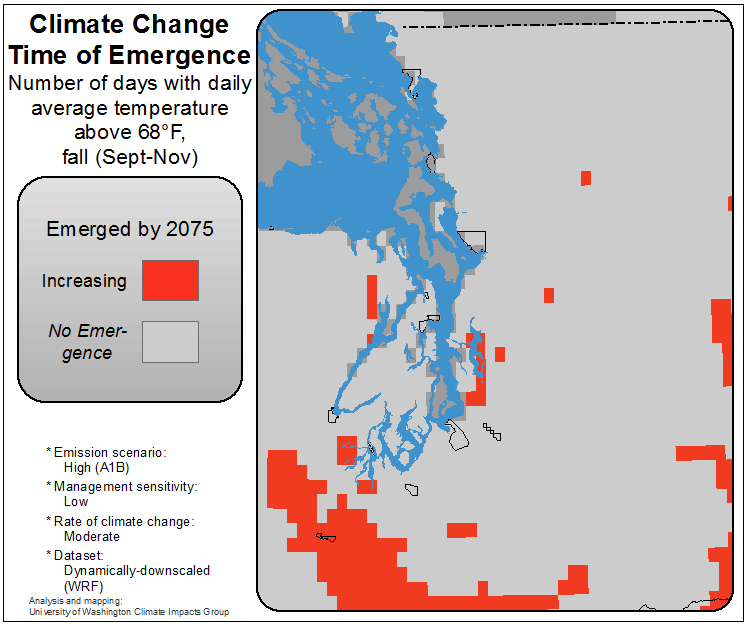 Climate Change
Time of Emergence
Number of days with daily
average temperature
above 68°F,
fall (Sept-Nov)
Emerged by 2075
Increasing
No Emer-
gence
* Emission scenario:
High (A1B)
* Management sensitivity:
Low
* Rate of climate change:
Moderate
* Dataset:
Dynamically-downscaled
(WRF)
Analysis and mapping:
University of Washington Climate Impacts Group